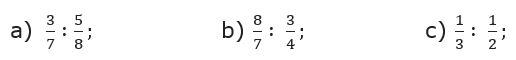 a) 3/7 : 5/8; b) 8/7 : 3/4; c) 1/3 : 1/2;